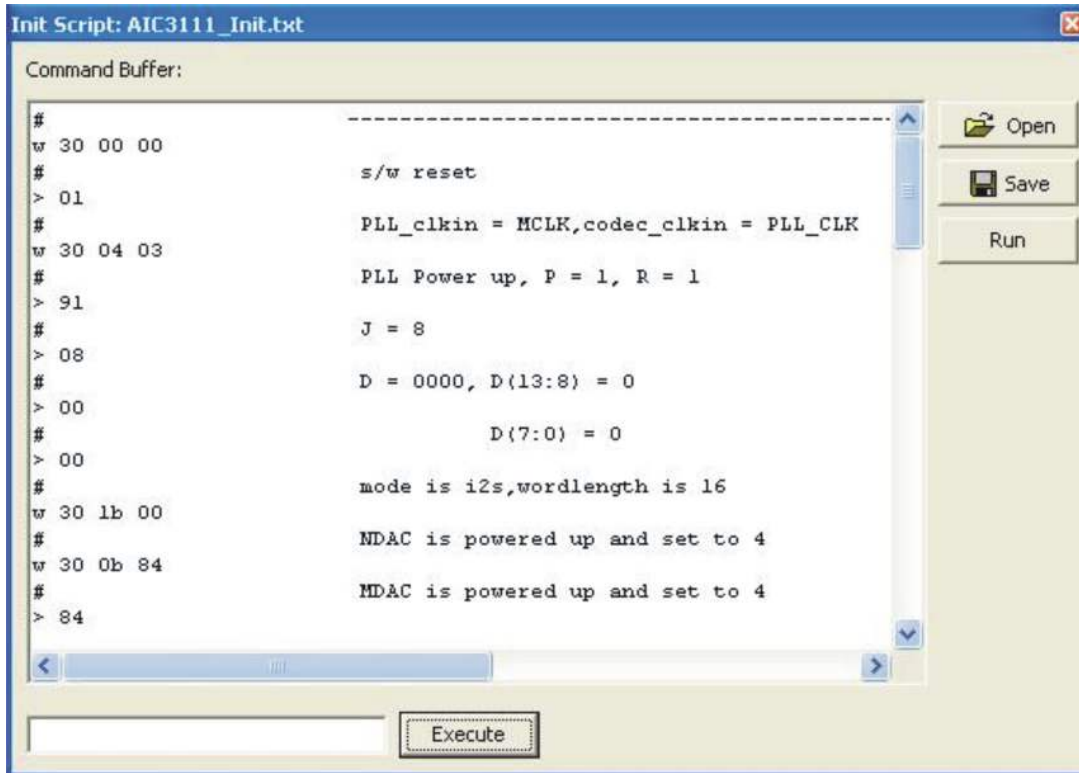 Init Script: AIC3111_Init.txt
Command Buffer:
# -----------------------------------------
w 30 00 00
# s/w reset
> 01
# PLL_clkin = MCLK,codec_clkin = PLL_CLK
w 30 04 03
# PLL Power up, P = 1, R = 1
> 91
# J = 8
> 08
# D = 0000, D(13:8) = 0
> 00
# D(7:0) = 0
> 00
# mode is i2s,wordlength is 16
w 30 1b 00
# NDAC is powered up and set to 4
w 30 0b 84
# MDAC is powered up and set to 4
> 84
Open
Save
Run
Execute